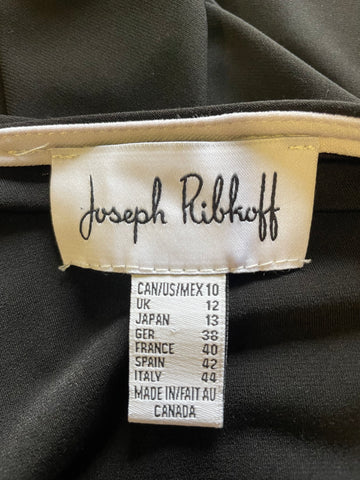 Joseph Ribkoff
CAN/US/MEX 10
UK 12
JAPAN 13
GER 38
FRANCE 40
SPAIN 42
ITALY 44
MADE IN/FAIT AU
CANADA